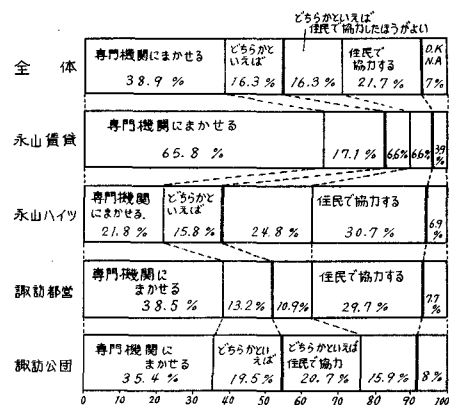 どちらかといえば
住民で協力したほうがよい
全体
専門機関にまかせる
38.9 %
どちらかと
いえば
16.3 %
16.3 %
住民で
協力する
21.7 %
D.K
N.A
7%
永山賃貸
専門機関にまかせる
65.8 %
17.1 %
6.6%
6.6%
3.9
%
永山ハイツ
専門機関
にまかせる.
21.8 %
どちらかと
いえば
15.8 %
24.8 %
住民で協力する
30.7 %
6.9
%
諏訪都営
専門機関に
まかせる
38.5 %
13.2%
10.9%
住民で協力する
29.7 %
7.7
%
諏訪公団
専門機関に
まかせる
35.4 %
どちらかとい
えば
19.5%
どちらかといえば
住民で協力
20.7 %
15.9%
8%
0 10 20 30 40 50 60 70 80 90 100